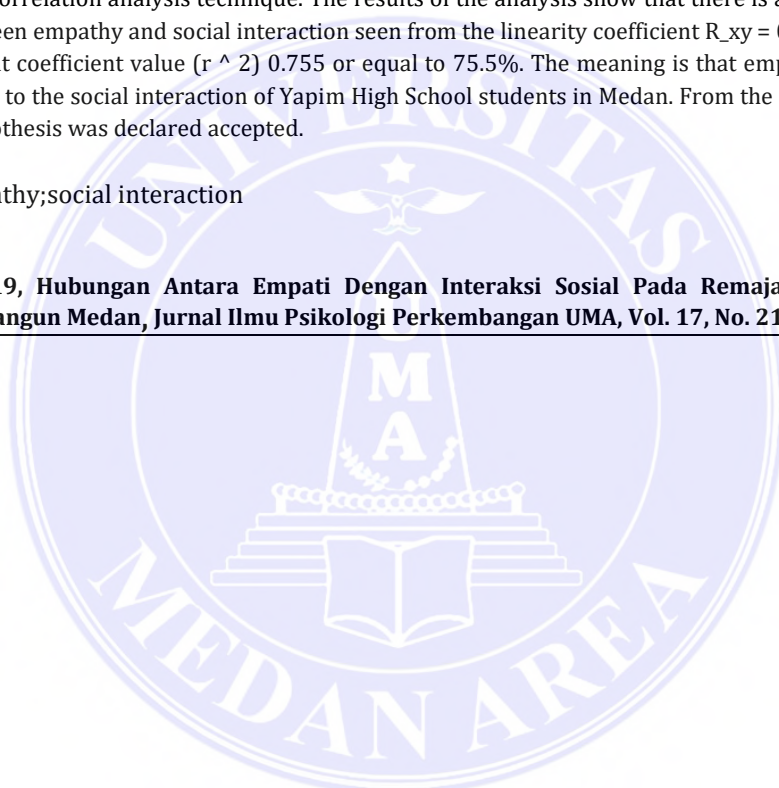 correlation analysis technique. The results of the analysis show that there is a
een empathy and social interaction seen from the linearity coefficient R_xy =
t coefficient value (r ^ 2) 0.755 or equal to 75.5%. The meaning is that emp
to the social interaction of Yapim High School students in Medan. From the
othesis was declared accepted.
athy;social interaction
19, Hubungan Antara Empati Dengan Interaksi Sosial Pada Remaja
angun Medan, Jurnal Ilmu Psikologi Perkembangan UMA, Vol. 17, No. 21
UNIVERSITAS
UMA
MEDAN AREA